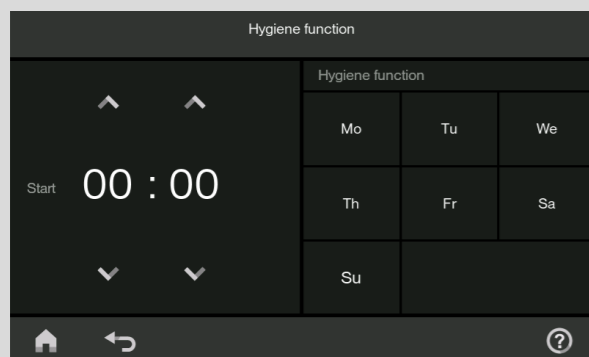 Hygiene function
Hygiene function
Mo Tu We
Start 00 : 00
Th Fr Sa
Su
?